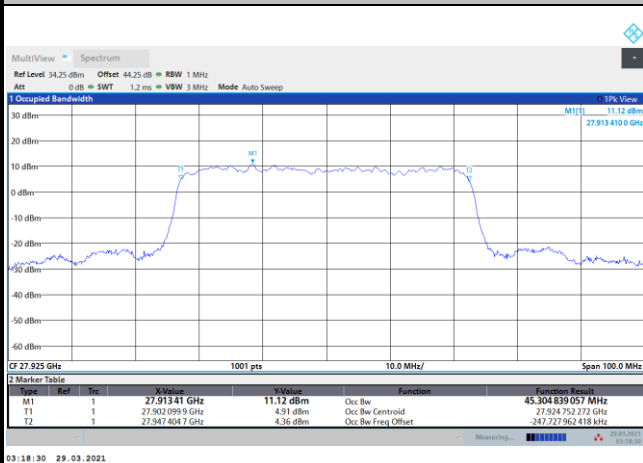 MultiView Spectrum
Ref Level 34.25 dBm Offset 44.25 dB RBW 1 MHz
Att 0 dB SWT 1.2 ms VBW 3 MHz Mode Auto Sweep
1 Occupied Bandwidth 1Pk View
M1[1] 11.12 dBm
27.913 410 0 GHz
30 dBm
20 dBm
M1
10 dBm
T1 T2
0 dBm
-10 dBm
-20 dBm
-30 dBm
-40 dBm
-50 dBm
-60 dBm
CF 27.925 GHz 1001 pts 10.0 MHz/ Span 100.0 MHz
2 Marker Table
Type Ref Trc X-Value Y-Value Function Function Result
M1 1 27.913 41 GHz 11.12 dBm Occ Bw 45.304 839 057 MHz
T1 1 27.902 099 9 GHz 4.91 dBm Occ Bw Centroid 27.924 752 272 GHz
T2 1 27.947 404 7 GHz 4.36 dBm Occ Bw Freq Offset -247.727 962 418 kHz
Measuring... 29.03.2021
03:18:30
03:18:30 29.03.2021